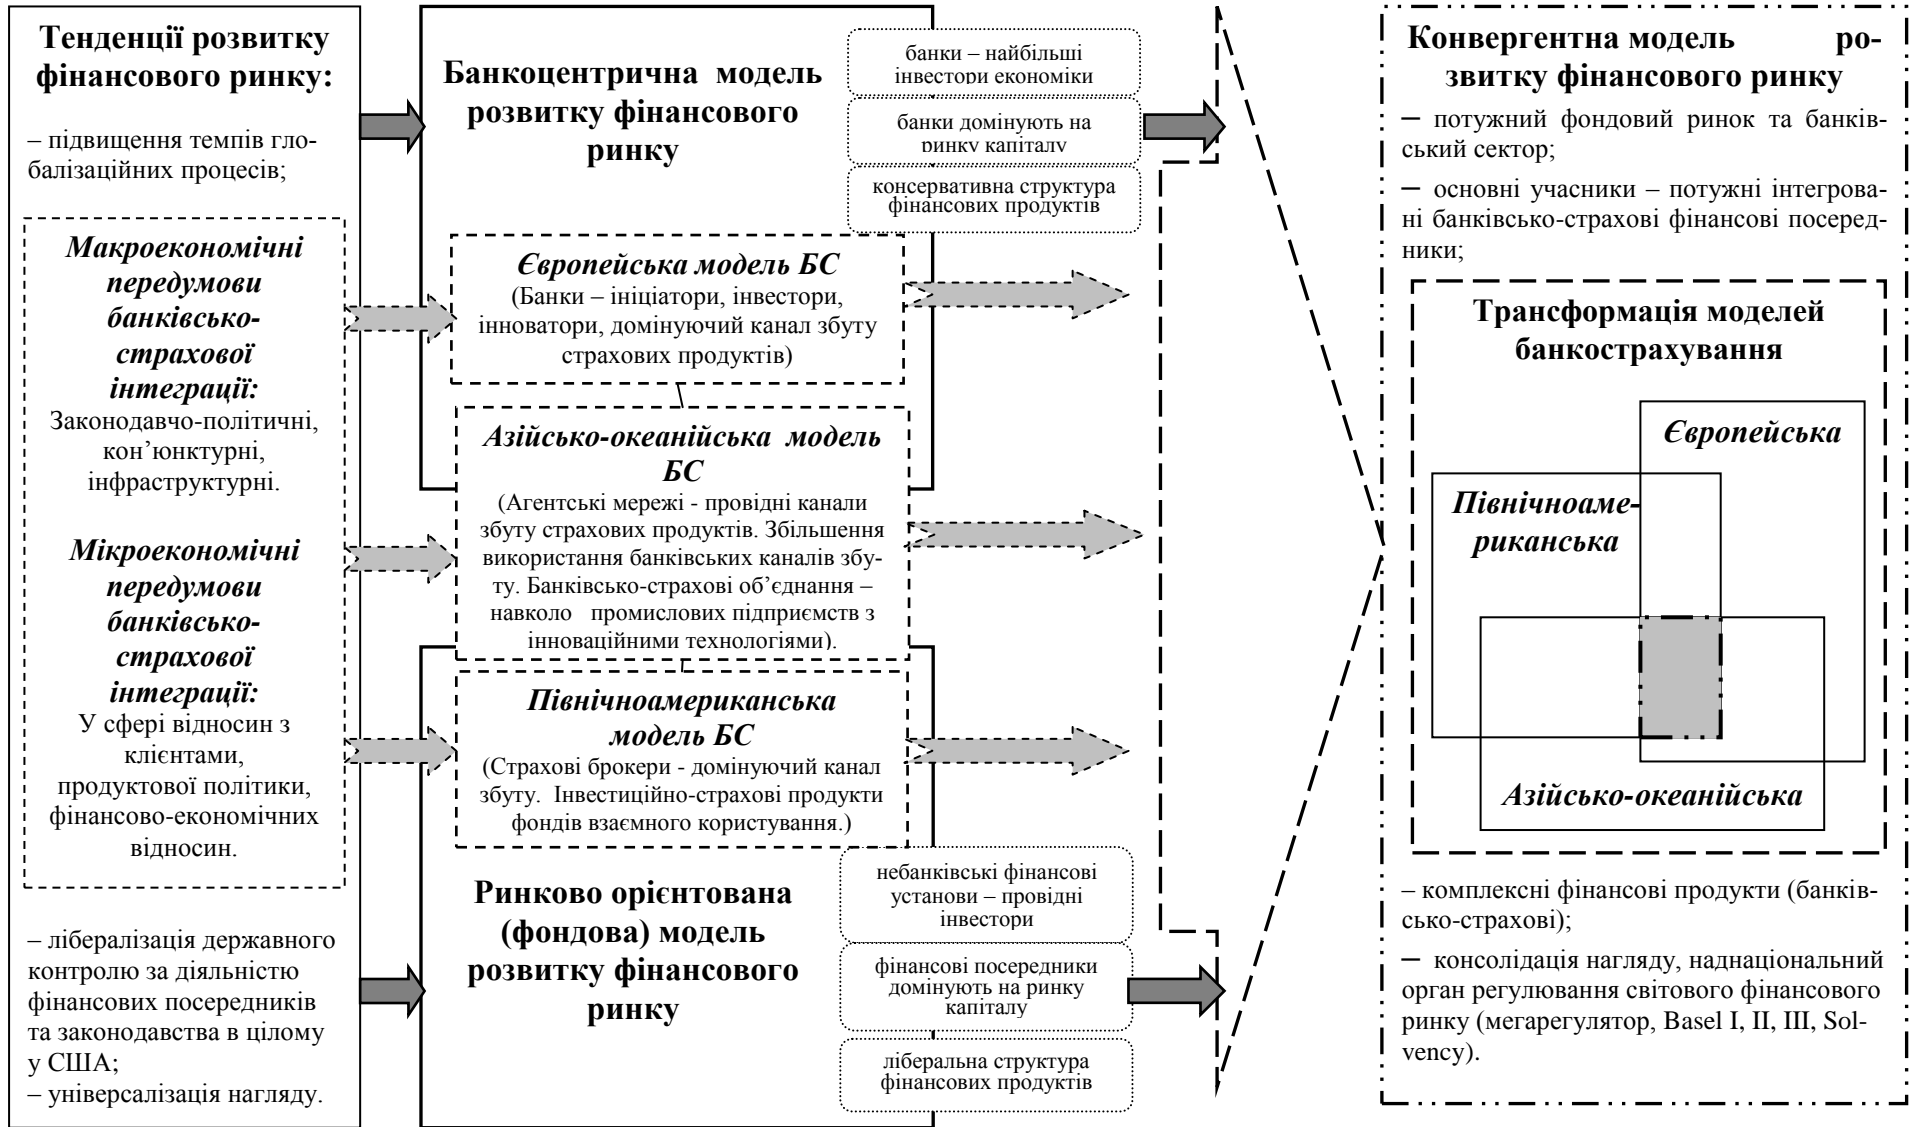 Тенденції розвитку
фінансового ринку:
– підвищення темпів гло-
балізаційних процесів;
Макроекономічні
передумови
банківсько-
страхової
інтеграції:
Законодавчо-політичні,
кон’юнктурні,
інфраструктурні.
Мікроекономічні
передумови
банківсько-
страхової
інтеграції:
У сфері відносин з
клієнтами,
продуктової політики,
фінансово-економічних
відносин.
– лібералізація державного
контролю за діяльністю
фінансових посередників
та законодавства в цілому
у США;
– універсалізація нагляду.
Банкоцентрична модель
розвитку фінансового
ринку
банки – найбільші
інвестори економіки
банки домінують на
ринку капіталу
консервативна структура
фінансових продуктів
Європейська модель БС
(Банки – ініціатори, інвестори,
інноватори, домінуючий канал збуту
страхових продуктів)
Азійсько-океанійська модель
БС
(Агентські мережі - провідні канали
збуту страхових продуктів. Збільшення
використання банківських каналів збу-
ту. Банківсько-страхові об’єднання –
навколо промислових підприємств з
інноваційними технологіями).
Північноамериканська
модель БС
(Страхові брокери - домінуючий канал
збуту. Інвестиційно-страхові продукти
фондів взаємного користування.)
Ринково орієнтована
(фондова) модель
розвитку фінансового
ринку
небанківські фінансові
установи – провідні
інвестори
фінансові посередники
домінують на ринку
капіталу
ліберальна структура
фінансових продуктів
Конвергентна модель ро-
звитку фінансового ринку
– потужний фондовий ринок та банків-
ський сектор;
– основні учасники – потужні інтегрова-
ні банківсько-страхові фінансові посеред-
ники;
Трансформація моделей
банкострахування
Європейська
Північноаме-
риканська
Азійсько-океанійська
– комплексні фінансові продукти (банків-
сько-страхові);
– консолідація нагляду, наднаціональний
орган регулювання світового фінансового
ринку (мегарегулятор, Basel I, II, III, Sol-
vency).